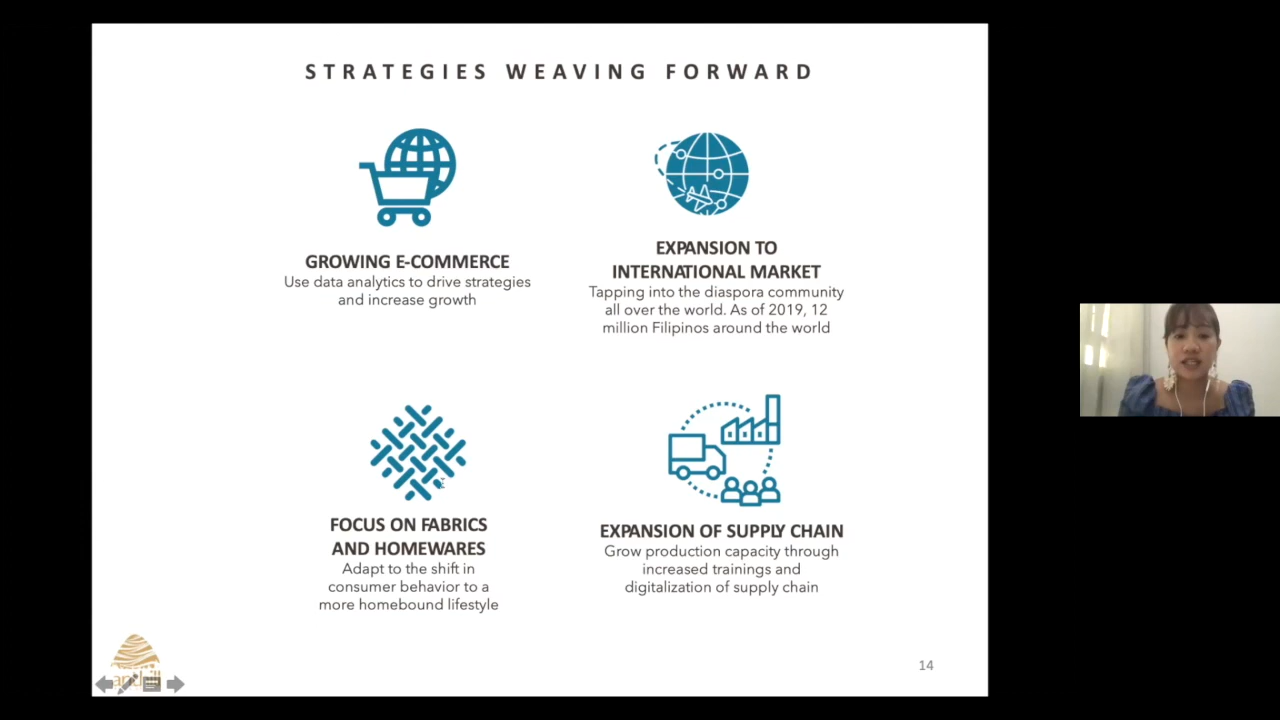 STRATEGIES WEAVING FORWARD
GROWING E-COMMERCE
Use data analytics to drive strategies
and increase growth
EXPANSION TO
INTERNATIONAL MARKET
Tapping into the diaspora community
all over the world. As of 2019, 12
million Filipinos around the world
FOCUS ON FABRICS
AND HOMEWARES
Adapt to the shift in
consumer behavior to a
more homebound lifestyle
EXPANSION OF SUPPLY CHAIN
Grow production capacity through
increased trainings and
digitalization of supply chain
14